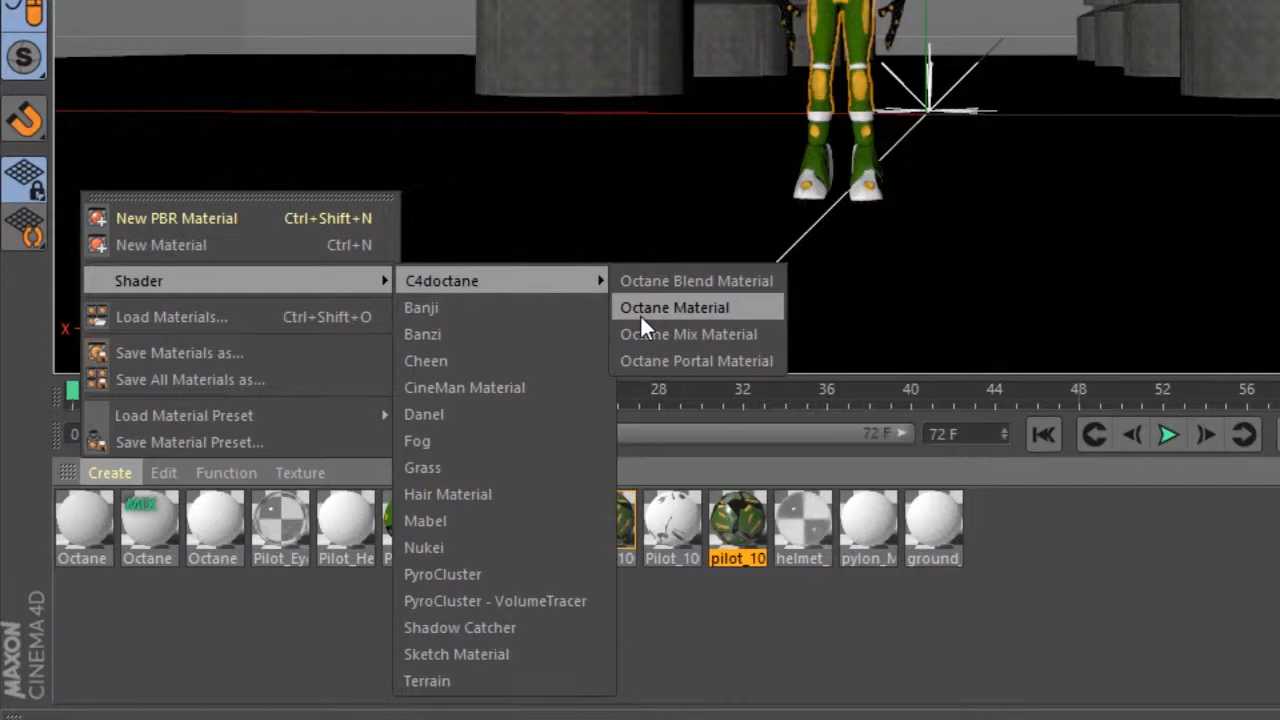 S
New PBR Material Ctrl+Shift+N
New Material Ctrl+N
Shader
Load Materials... Ctrl+Shift+O
Save Materials as...
Save All Materials as...
Load Material Preset
Save Material Preset...
C4doctane
Banji
Banzi
Cheen
CineMan Material
Danel
Fog
Grass
Hair Material
Mabel
Nukei
PyroCluster
PyroCluster - VolumeTracer
Shadow Catcher
Sketch Material
Terrain
Octane Blend Material
Octane Material
Octane Mix Material
Octane Portal Material
X
28 32 36 40 44 48 52 56
0
72 F
72 F
Create Edit Function Texture
MIX
Octane Octane Octane Pilot_Ey Pilot_He P 10 Pilot_10 pilot_10 helmet_ pylon_M ground_
MAXON
CINEMA 4D